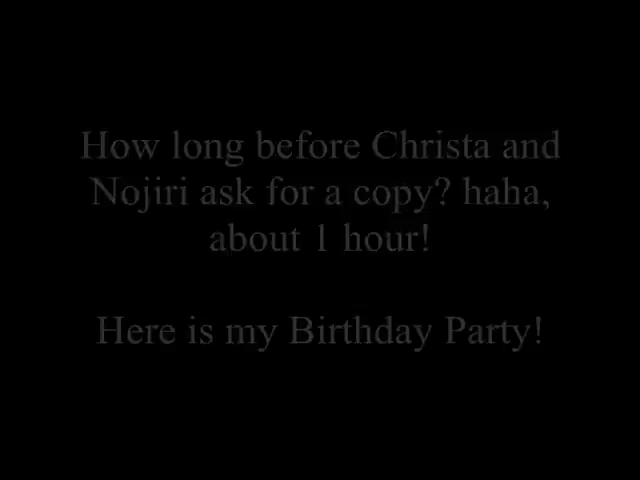 How long before Christa and
Nojiri ask for a copy? haha,
about 1 hour!
Here is my Birthday Party!